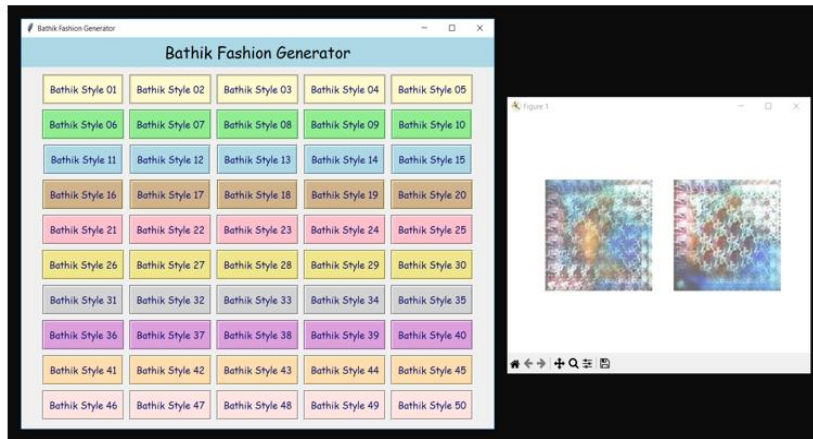 Bathik Fashion Generator
Bathik Fashion Generator
Bathik Style 01 Bathik Style 02 Bathik Style 03 Bathik Style 04 Bathik Style 05
Bathik Style 06 Bathik Style 07 Bathik Style 08 Bathik Style 09 Bathik Style 10
Bathik Style 11 Bathik Style 12 Bathik Style 13 Bathik Style 14 Bathik Style 15
Bathik Style 16 Bathik Style 17 Bathik Style 18 Bathik Style 19 Bathik Style 20
Bathik Style 21 Bathik Style 22 Bathik Style 23 Bathik Style 24 Bathik Style 25
Bathik Style 26 Bathik Style 27 Bathik Style 28 Bathik Style 29 Bathik Style 30
Bathik Style 31 Bathik Style 32 Bathik Style 33 Bathik Style 34 Bathik Style 35
Bathik Style 36 Bathik Style 37 Bathik Style 38 Bathik Style 39 Bathik Style 40
Bathik Style 41 Bathik Style 42 Bathik Style 43 Bathik Style 44 Bathik Style 45
Bathik Style 46 Bathik Style 47 Bathik Style 48 Bathik Style 49 Bathik Style 50
Figure 1